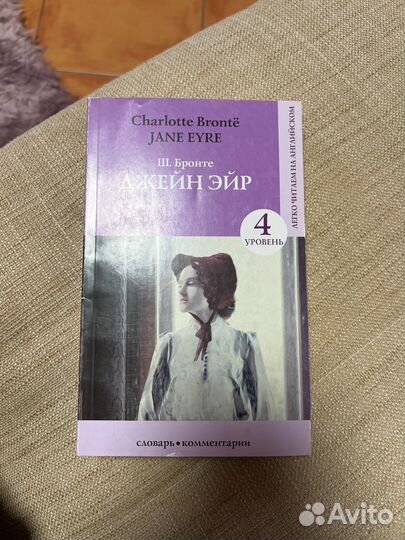 Charlotte Brontë
JANE EYRE
Ш. Бронте
ДЖЕЙН ЭЙР
4
УРОВЕНЬ
ЛЕГКО ЧИТАЕМ НА АНГЛИЙСКОМ
словарь•комментарии
Avito